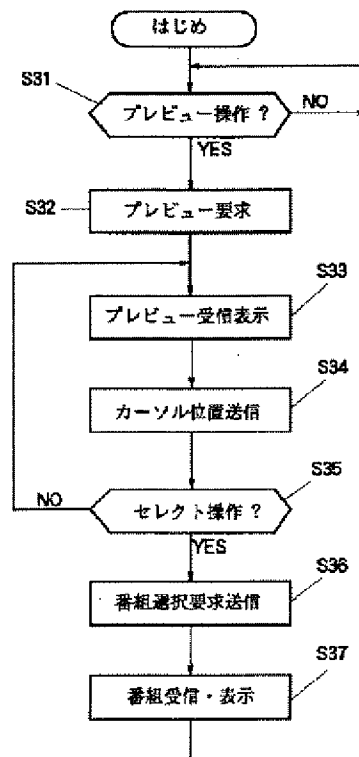 はじめ
S31
プレビュー操作 ?
NO
YES
S32
プレビュー要求
S33
プレビュー受信表示
S34
カーソル位置送信
S35
NO
セレクト操作 ?
YES
S36
番組選択要求送信
S37
番組受信・表示